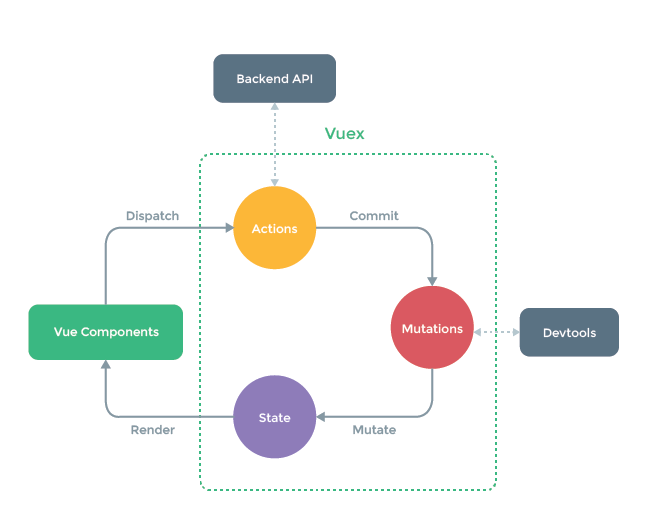 Backend API
Vuex
Dispatch
Actions
Commit
Vue Components
Mutations
Devtools
State
Render
Mutate